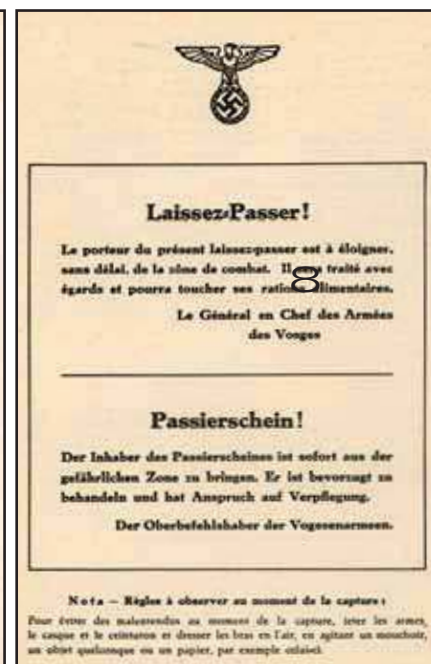 Laissez-Passer!
Le porteur du présent laissez-passer est à éloigner,
sans délai, de la zône de combat. Il traité avec
égards et pourra toucher ses rations alimentaires.
Le Général en Chef des Armées
des Vosges
8
Passierschein!
Der Inhaber des Passierscheines ist sofort aus der
gefährlichen Zone zu bringen. Er ist bevorzugt zu
behandeln und hat Anspruch auf Verpflegung.
Der Oberbefehlshaber der Vogesenarmeen.
Nota — Règles à observer au moment de la capture :
Pour éviter des malentendus au moment de la capture, jeter les armes,
le casque et le ceinturon et dresser les bras en l'air, en agitant un mouchoir,
un objet quelconque ou un papier, par exemple celui-ci.